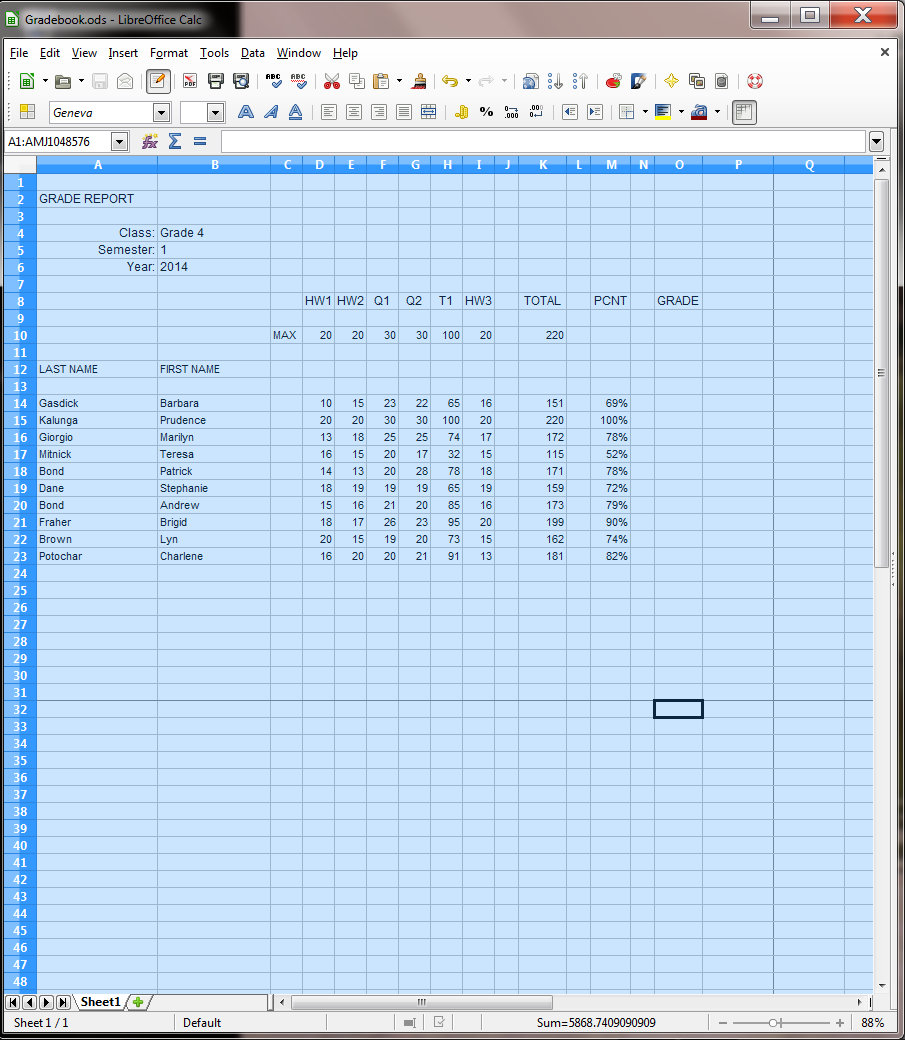 Gradebook.ods - LibreOffice Calc
File Edit View Insert Format Tools Data Window Help
ABC ABC
Geneva
A1:AMJ1048576
A B C D E F G H I J K L M N O P Q
1
2 GRADE REPORT
3
4 Class: Grade 4
5 Semester: 1
6 Year: 2014
7
8 HW1 HW2 Q1 Q2 T1 HW3 TOTAL PCNT GRADE
9
10 MAX 20 20 30 30 100 20 220
11
12 LAST NAME FIRST NAME
13
14 Gasdick Barbara 10 15 23 22 65 16 151 69%
15 Kalunga Prudence 20 20 30 30 100 20 220 100%
16 Giorgio Marilyn 13 18 25 25 74 17 172 78%
17 Mitnick Teresa 16 15 20 17 32 15 115 52%
18 Bond Patrick 14 13 20 28 78 18 171 78%
19 Dane Stephanie 18 19 19 19 65 19 159 72%
20 Bond Andrew 15 16 21 20 85 16 173 79%
21 Fraher Brigid 18 17 26 23 95 20 199 90%
22 Brown Lyn 20 15 19 20 73 15 162 74%
23 Potochar Charlene 16 20 20 21 91 13 181 82%
24
25
26
27
28
29
30
31
32
33
34
35
36
37
38
39
40
41
42
43
44
45
46
47
48
Sheet1
Sheet 1 / 1 Default Sum=5868.7409090909 88%